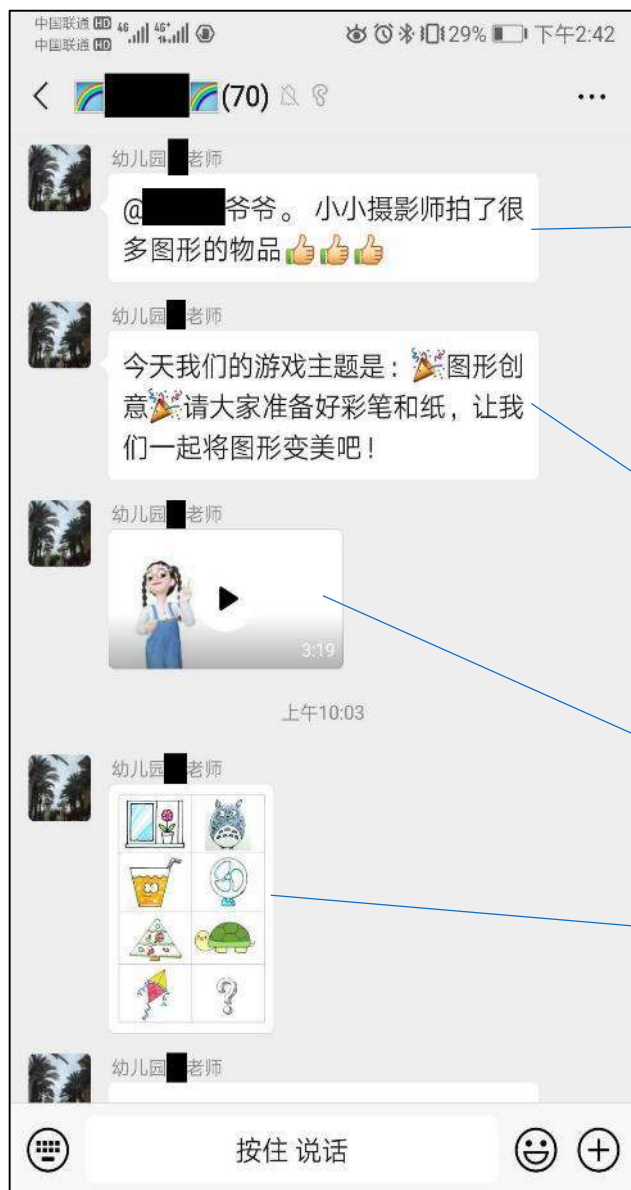 中国联通 HD 4G 4G+
中国联通 HD 29% 下午2:42
(70)
幼儿园 老师
@ 爷爷。 小小摄影师拍了很
多图形的物品
幼儿园 老师
今天我们的游戏主题是：图形创
意请大家准备好彩笔和纸，让我
们一起将图形变美吧！
幼儿园 老师
3:19
上午10:03
幼儿园 老师
?
幼儿园 老师
按住 说话